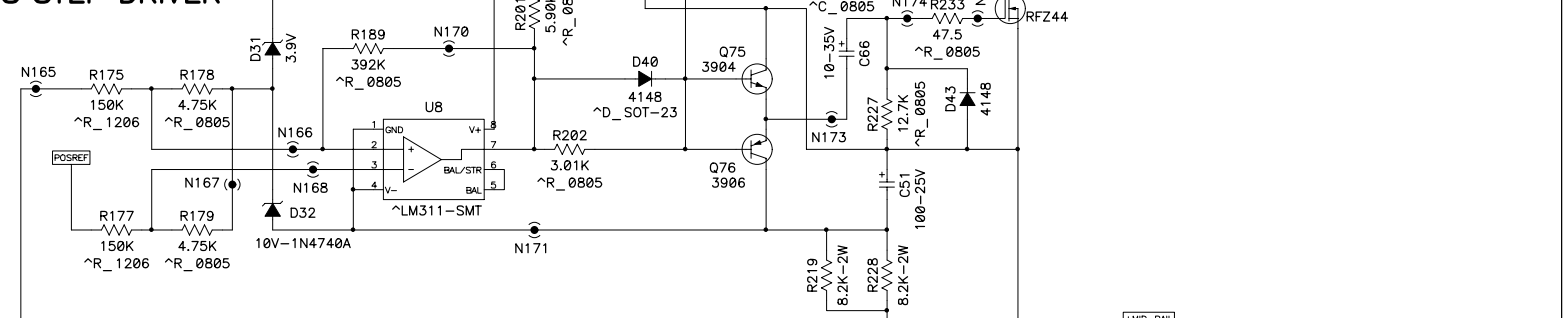 STEP DRIVER
D31
3.9V
R189
392K
^R_0805
N170
R201
5.90K
^C_0805
N174
R233
47.5
^R_0805
RFZ44
N165
R175
150K
^R_1206
R178
4.75K
^R_0805
D40
4148
^D_SOT-23
Q75
3904
10-35V
C66
R227
12.7K
^R_0805
D43
4148
U8
1
GND
V+
8
2
+
7
3
-
BAL/STR
6
4
V-
BAL
5
^LM311-SMT
N166
N168
N167
POSREF
R202
3.01K
^R_0805
N173
Q76
3906
+
C51
100-25V
R177
150K
^R_1206
R179
4.75K
^R_0805
D32
10V-1N4740A
N171
R219
8.2K-2W
R228
8.2K-2W